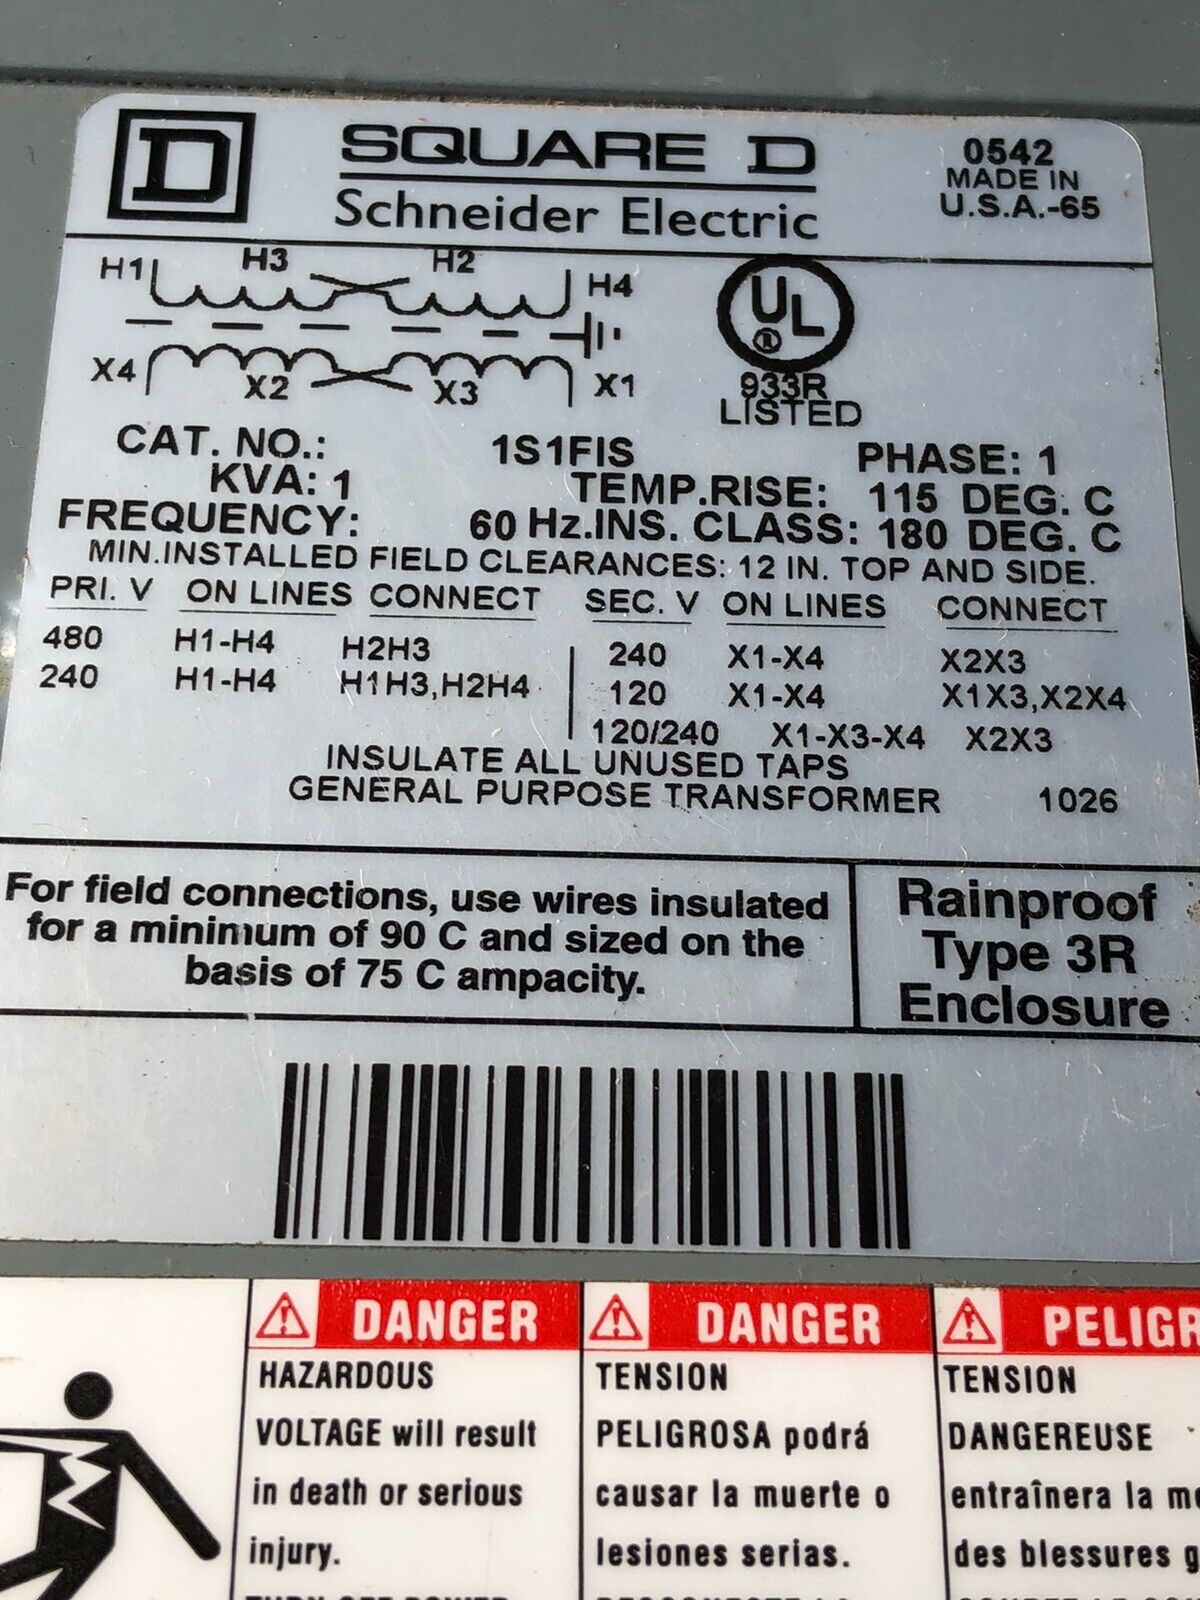 D SQUARE D
Schneider Electric
0542
MADE IN
U.S.A.-65
H1 H3 H2 H4
X4 X2 X3 X1
UL ®
933R
LISTED
CAT. NO.: 1S1FIS PHASE: 1
KVA: 1 TEMP.RISE: 115 DEG. C
FREQUENCY: 60 Hz.INS. CLASS: 180 DEG. C
MIN.INSTALLED FIELD CLEARANCES: 12 IN. TOP AND SIDE.
PRI. V ON LINES CONNECT SEC. V ON LINES CONNECT
480 H1-H4 H2H3 240 X1-X4 X2X3
240 H1-H4 H1H3,H2H4 120 X1-X4 X1X3,X2X4
120/240 X1-X3-X4 X2X3
INSULATE ALL UNUSED TAPS
GENERAL PURPOSE TRANSFORMER 1026
For field connections, use wires insulated
for a minimum of 90 C and sized on the
basis of 75 C ampacity.
Rainproof
Type 3R
Enclosure
DANGER
HAZARDOUS
VOLTAGE will result
in death or serious
injury.
DANGER
TENSION
PELIGROSA podrá
causar la muerte o
lesiones serias.
PELIGR
TENSION
DANGEREUSE
entraînera la m
des blessures g